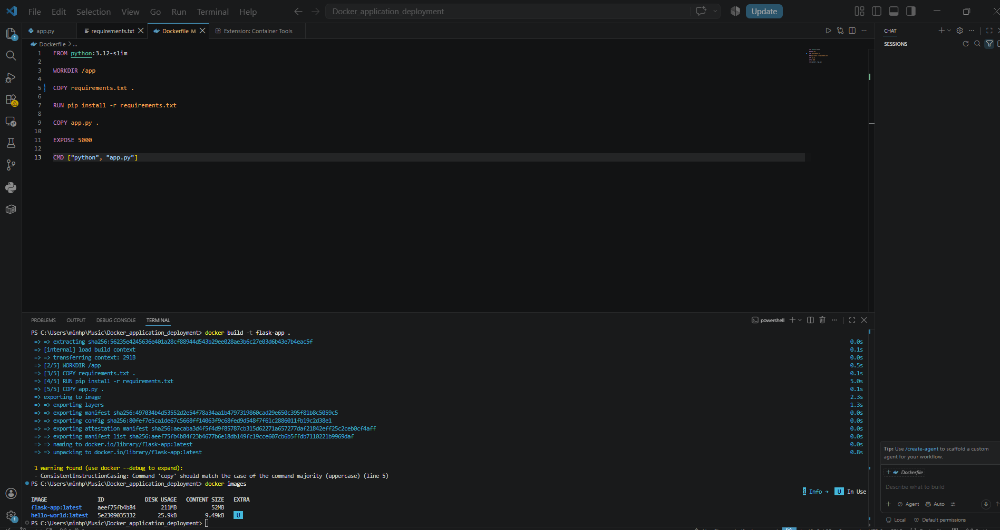 File Edit Selection View Go Run Terminal Help
Docker_application_deployment
Update
app.py
requirements.txt
Dockerfile M
Extension: Container Tools
CHAT
Dockerfile > ...
SESSIONS
1 FROM python:3.12-slim
2
3 WORKDIR /app
4
5 COPY requirements.txt .
6
7 RUN pip install -r requirements.txt
8
9 COPY app.py .
10
11 EXPOSE 5000
12
13 CMD ["python", "app.py"]
PROBLEMS OUTPUT DEBUG CONSOLE TERMINAL
powershell
PS C:\Users\minhp\Music\Docker_application_deployment> docker build -t flask-app .
=> => extracting sha256:56235e4245636e401a28cf88944d543b29ee028ae3b6c27e03d6b43e7b4eac5f 0.0s
=> [internal] load build context 0.1s
=> => transferring context: 291B 0.0s
=> [2/5] WORKDIR /app 0.5s
=> [3/5] COPY requirements.txt . 0.1s
=> [4/5] RUN pip install -r requirements.txt 5.0s
=> [5/5] COPY app.py . 0.1s
=> exporting to image 2.3s
=> => exporting layers 1.3s
=> => exporting manifest sha256:497034b4d53552d2e54f78a34aa1b4797319860cad29e650c395f81b8c5059c5 0.0s
=> => exporting config sha256:80fef7e5ca1de67c5668ff14063f9c68fed9d548f7f61c2886011fb19c2d38e1 0.0s
=> => exporting attestation manifest sha256:aecaba3d4f5f4d9f85787cb315d62271a657277daf21842eff25c2ceb0cf4aff 0.0s
=> => exporting manifest list sha256:aeef75fb4b84f23b4677b6e18db149fc19cce607cb6b5ffdb7110221b9969daf 0.0s
=> => naming to docker.io/library/flask-app:latest 0.0s
=> => unpacking to docker.io/library/flask-app:latest 0.8s
1 warning found (use docker --debug to expand):
- ConsistentInstructionCasing: Command 'copy' should match the case of the command majority (uppercase) (line 5)
PS C:\Users\minhp\Music\Docker_application_deployment> docker images
i Info → U In Use
IMAGE ID DISK USAGE CONTENT SIZE EXTRA
flask-app:latest aeef75fb4b84 211MB 52MB
hello-world:latest 5e2309035332 25.9kB 9.49kB U
PS C:\Users\minhp\Music\Docker_application_deployment>
Tip: Use /create-agent to scaffold a custom
agent for your workflow.
Dockerfile
Describe what to build
Agent Auto
Local Default permissions